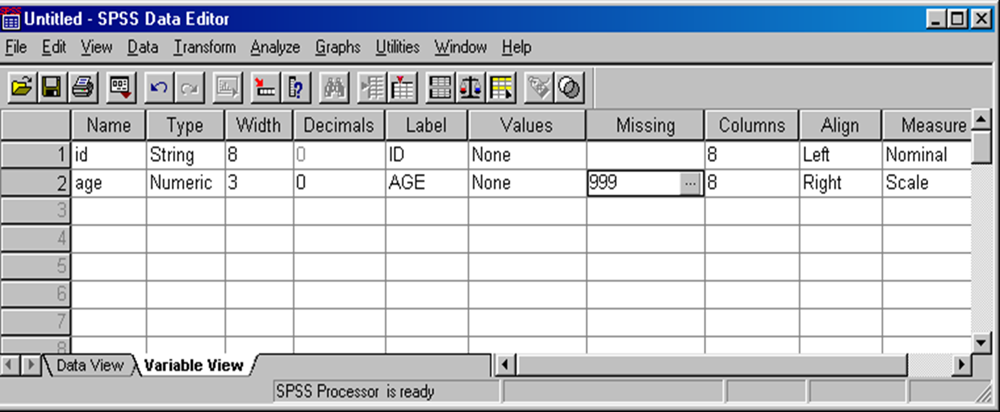 SPSS
Untitled - SPSS Data Editor
File Edit View Data Transform Analyze Graphs Utilities Window Help
Name Type Width Decimals Label Values Missing Columns Align Measure
1 id String 8 0 ID None 8 Left Nominal
2 age Numeric 3 0 AGE None 999 ... 8 Right Scale
3
4
5
6
7
8
Data View Variable View
SPSS Processor is ready